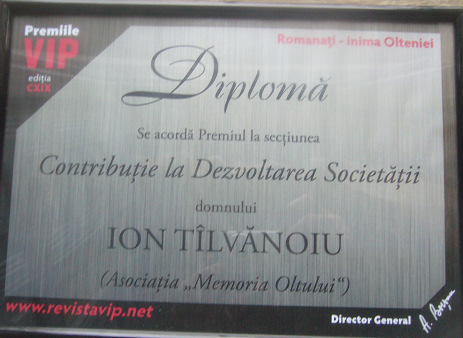 Premiile
VIP
ediția
CXIX
Romanați - inima Olteniei
Diplomă
Se acordă Premiul la secțiunea
Contribuție la Dezvoltarea Societății
domnului
ION TÎLVĂNOIU
(Asociația „Memoria Oltului“)
www.revistavip.net
Director General